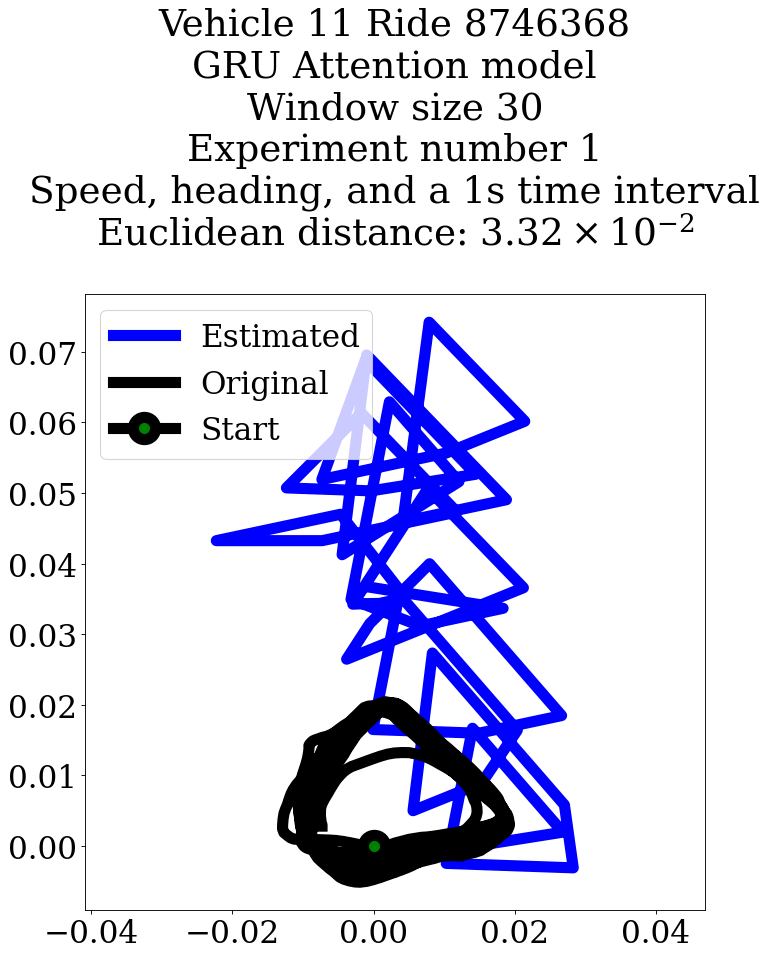 Vehicle 11 Ride 8746368
GRU Attention model
Window size 30
Experiment number 1
Speed, heading, and a 1s time interval
Euclidean distance: 3.32 × 10⁻²
Estimated
Original
Start
0.07
0.06
0.05
0.04
0.03
0.02
0.01
0.00
−0.04 −0.02 0.00 0.02 0.04